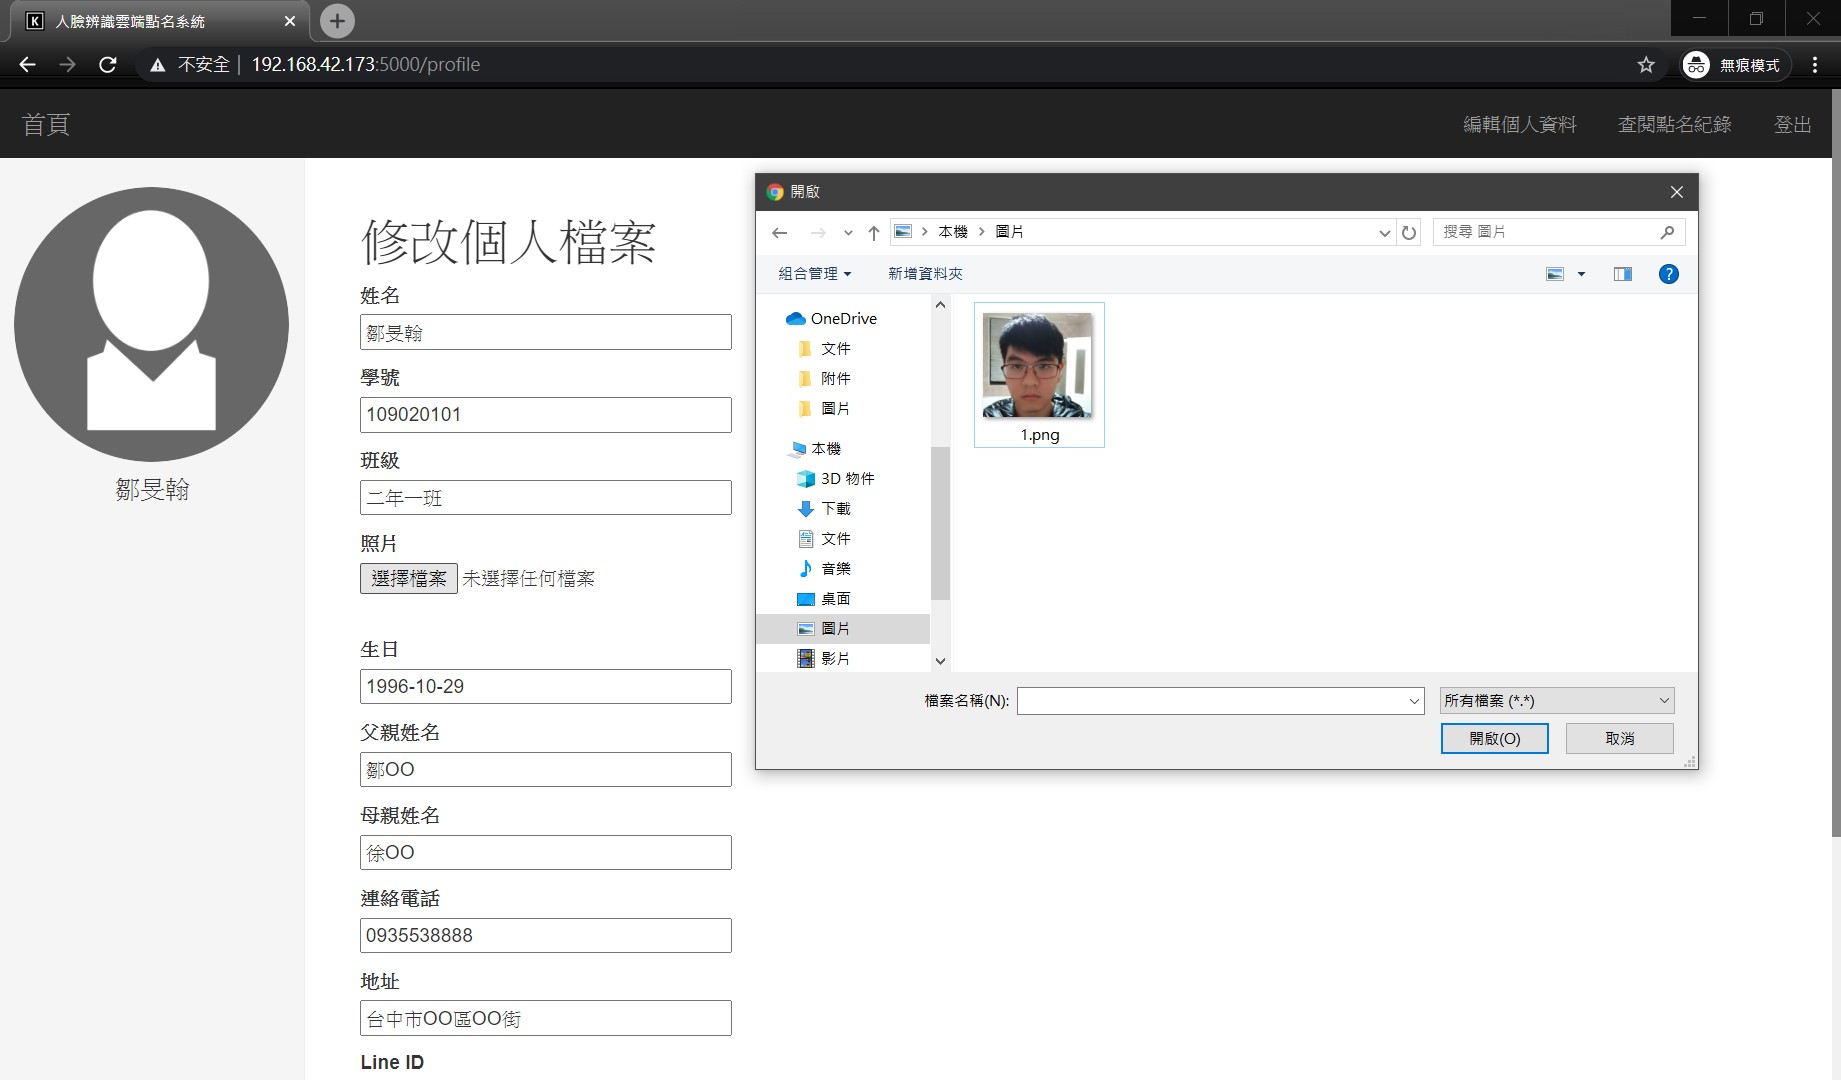 人臉辨識雲端點名系統
不安全 | 192.168.42.173:5000/profile
無痕模式
首頁
編輯個人資料
查閱點名紀錄
登出
鄒旻翰
修改個人檔案
姓名
鄒旻翰
學號
109020101
班級
二年一班
照片
選擇檔案 未選擇任何檔案
生日
1996-10-29
父親姓名
鄒OO
母親姓名
徐OO
連絡電話
0935538888
地址
台中市OO區OO街
Line ID
開啟
本機 > 圖片
搜尋 圖片
組合管理
新增資料夾
OneDrive
文件
附件
圖片
本機
3D 物件
下載
文件
音樂
桌面
圖片
影片
1.png
檔案名稱(N):
所有檔案 (*.*)
開啟(O)
取消